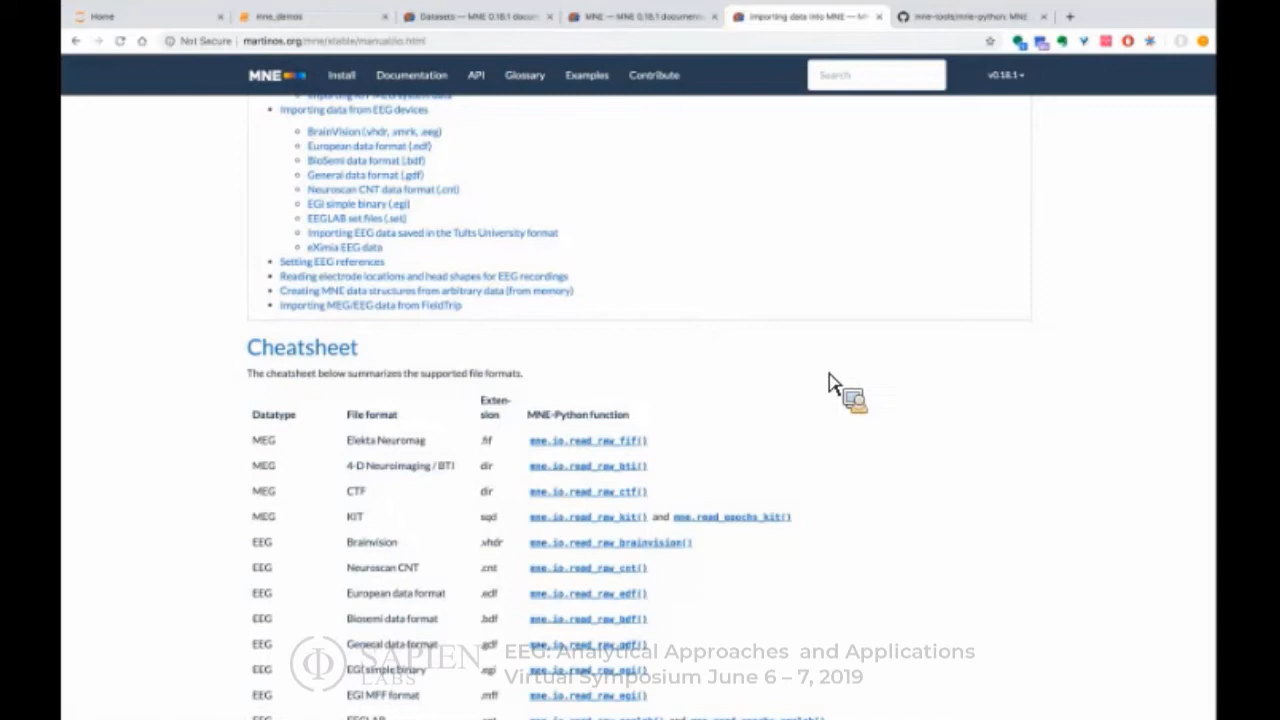 Home
mne_demos
Datasets — MNE 0.18.1 docum
MNE — MNE 0.18.1 documenta
Importing data into MNE — M
mne-tools/mne-python: MNE
Not Secure
martinos.org/mne/stable/manual/io.html
MNE
Install
Documentation
API
Glossary
Examples
Contribute
Search
v0.18.1
Importing KIT MEG system data
Importing data from EEG devices
BrainVision (.vhdr, .vmrk, .eeg)
European data format (.edf)
BioSemi data format (.bdf)
General data format (.gdf)
Neuroscan CNT data format (.cnt)
EGI simple binary (.egi)
EEGLAB set files (.set)
Importing EEG data saved in the Tufts University format
eXimia EEG data
Setting EEG references
Reading electrode locations and head shapes for EEG recordings
Creating MNE data structures from arbitrary data (from memory)
Importing MEG/EEG data from FieldTrip
Cheatsheet
The cheatsheet below summarizes the supported file formats.
Datatype File format Exten-sion MNE-Python function
MEG Elekta Neuromag .fif mne.io.read_raw_fif()
MEG 4-D Neuroimaging / BTI dir mne.io.read_raw_bti()
MEG CTF dir mne.io.read_raw_ctf()
MEG KIT sqd mne.io.read_raw_kit() and mne.read_epochs_kit()
EEG Brainvision .vhdr mne.io.read_raw_brainvision()
EEG Neuroscan CNT .cnt mne.io.read_raw_cnt()
EEG European data format .edf mne.io.read_raw_edf()
EEG Biosemi data format .bdf mne.io.read_raw_bdf()
EEG General data format .gdf mne.io.read_raw_gdf()
EEG EGI simple binary .egi mne.io.read_raw_egi()
EEG EGI MFF format .mff mne.io.read_raw_egi()
SAPIEN
LABS
EEG: Analytical Approaches and Applications
Virtual Symposium June 6 – 7, 2019